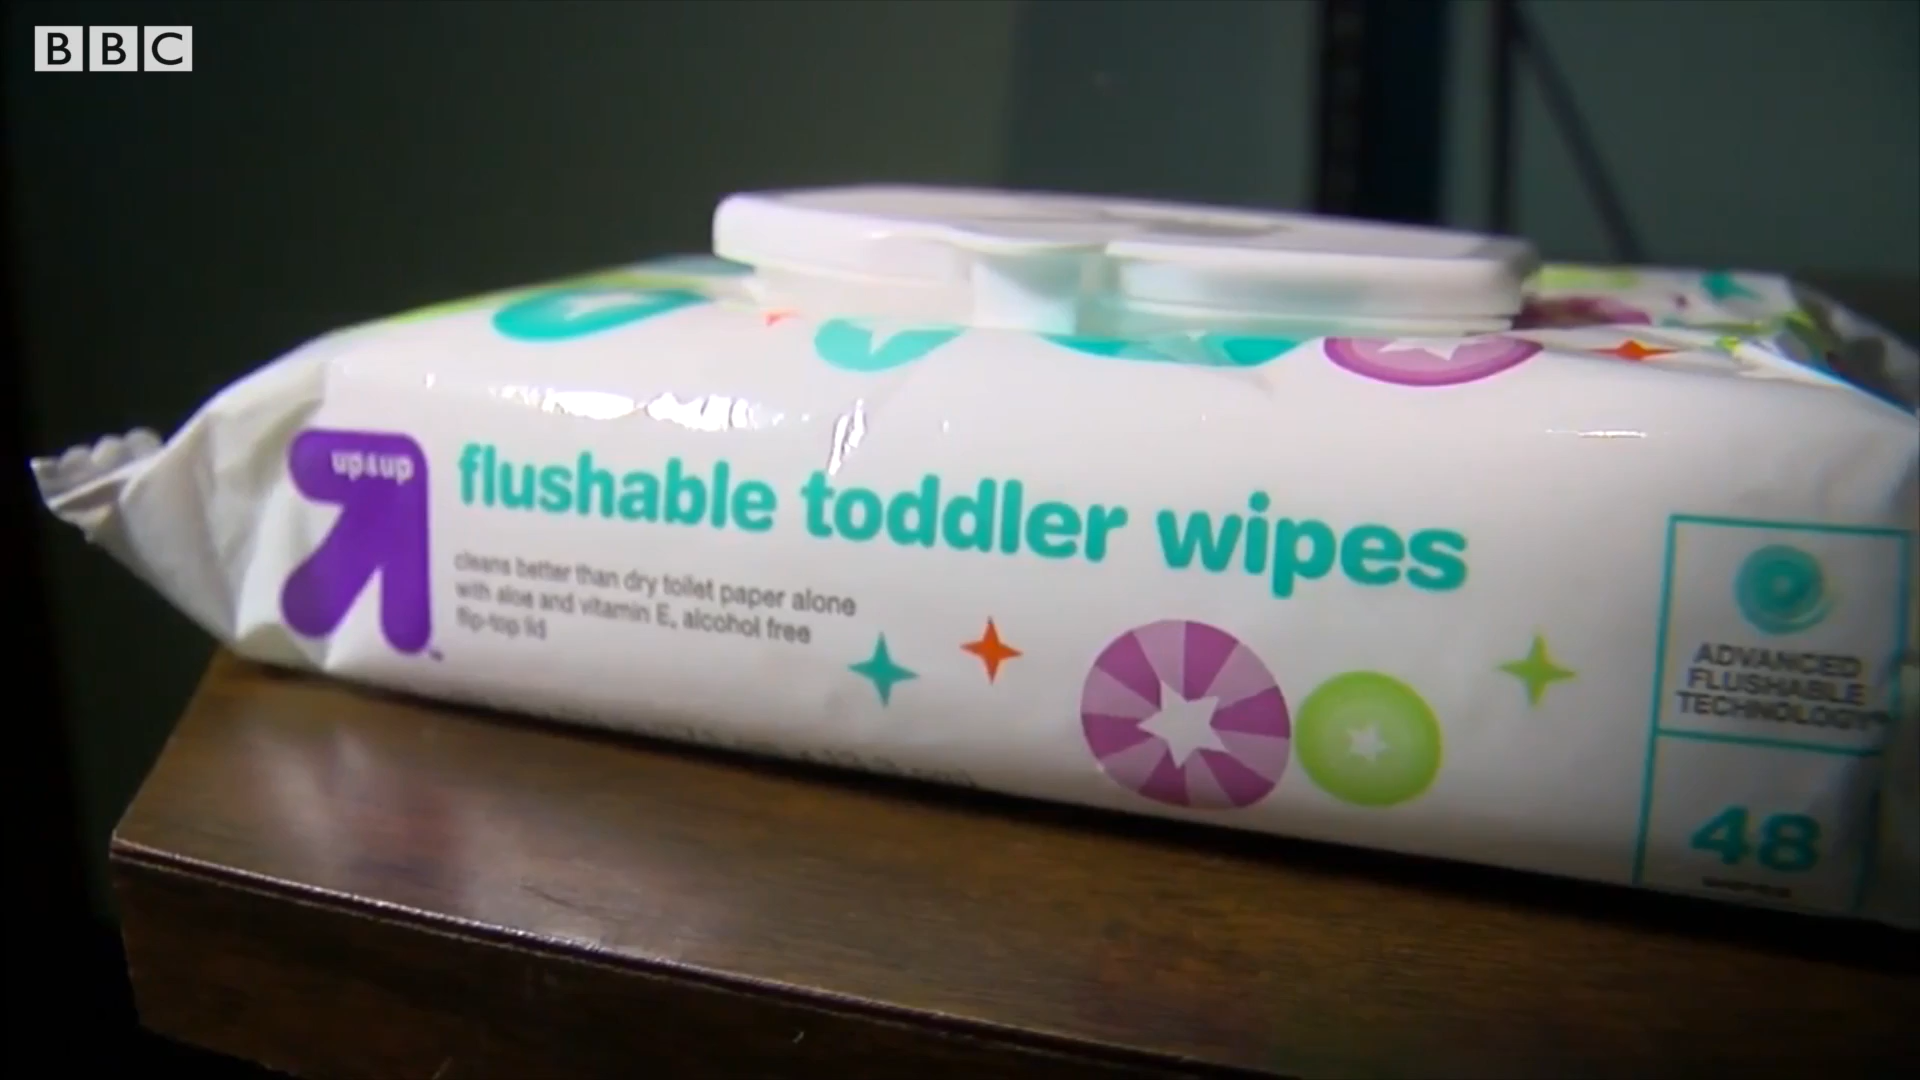 BBC
up&up
flushable toddler wipes
cleans better than dry toilet paper alone
with aloe and vitamin E, alcohol free
flip-top lid
ADVANCED
FLUSHABLE
TECHNOLOGY
48